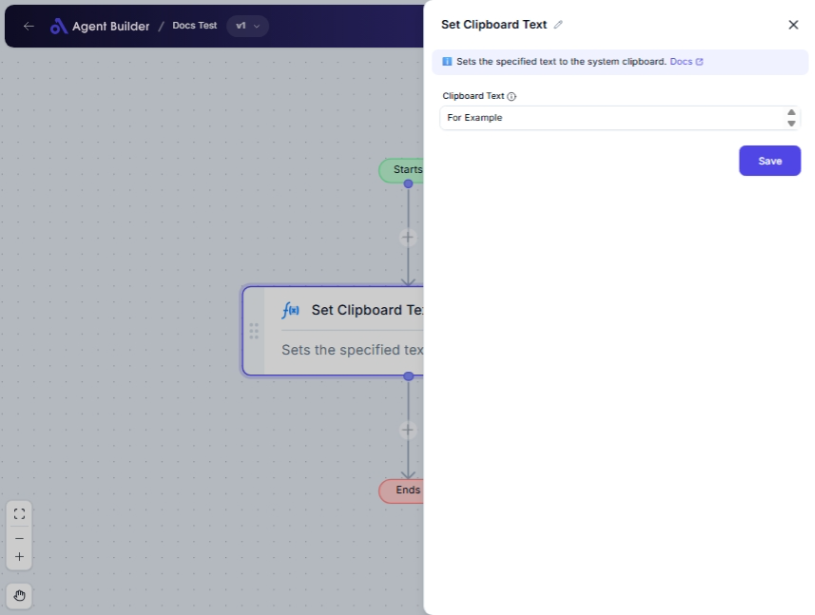 Agent Builder / Docs Test v1
Set Clipboard Text
Sets the specified text to the system clipboard. Docs
Clipboard Text
For Example
Save
Starts
Set Clipboard Te
Sets the specified tex
Ends